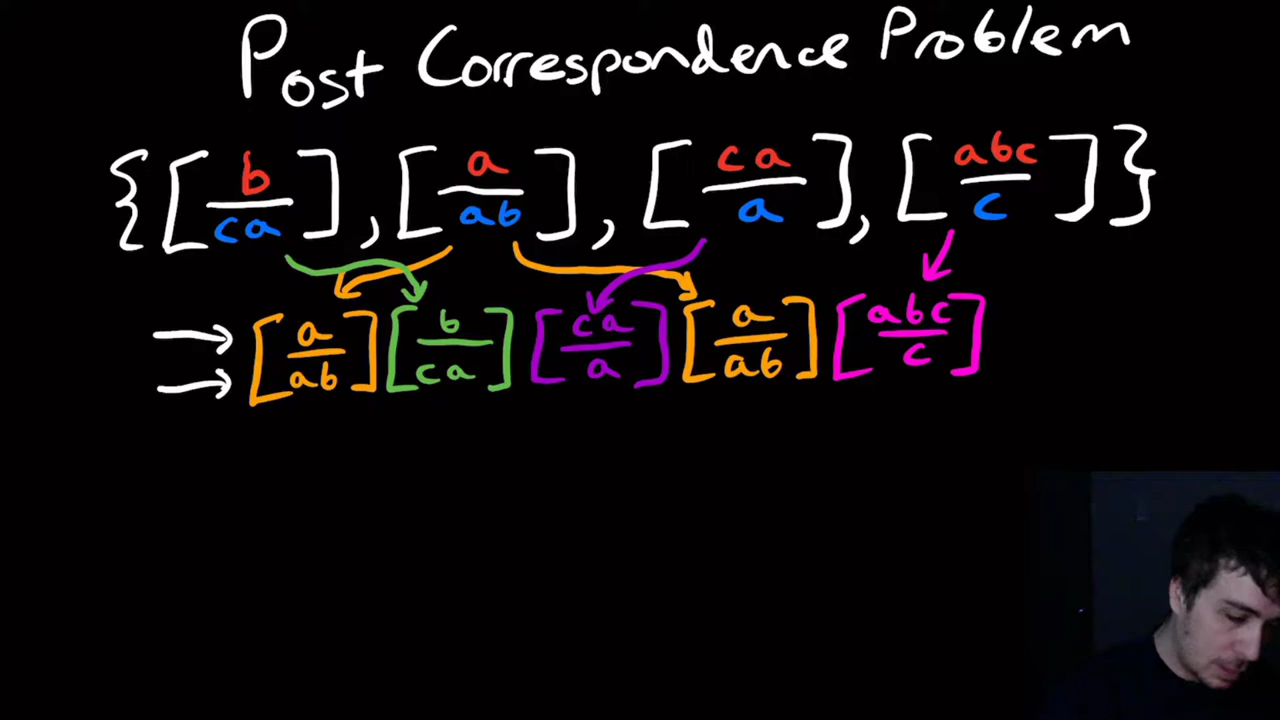 Post Correspondence Problem
{[b/ca], [a/ab], [ca/a], [abc/c]}
[a/ab][b/ca][ca/a][a/ab][abc/c]